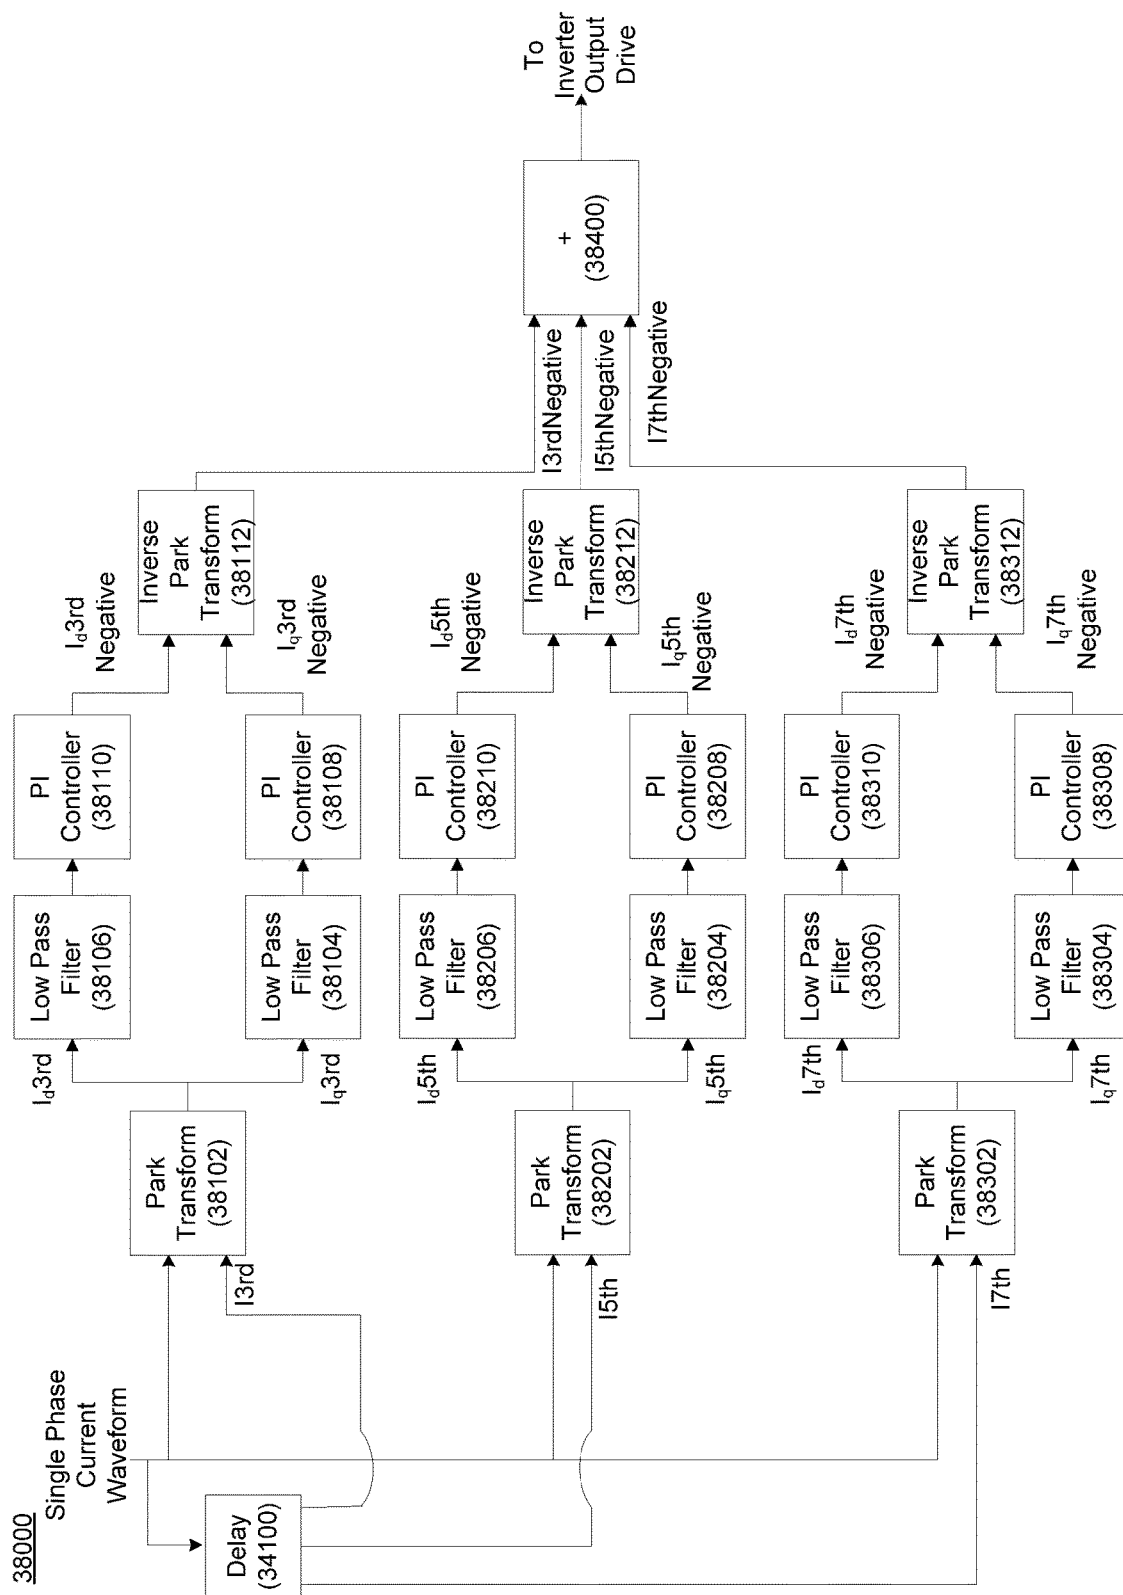 38000
Single Phase
Current
Waveform
Delay
(34100)
I3rd
I5th
I7th
Park
Transform
(38102)
Park
Transform
(38202)
Park
Transform
(38302)
Id3rd
Iq3rd
Id5th
Iq5th
Id7th
Iq7th
Low Pass
Filter
(38106)
Low Pass
Filter
(38104)
Low Pass
Filter
(38206)
Low Pass
Filter
(38204)
Low Pass
Filter
(38306)
Low Pass
Filter
(38304)
PI
Controller
(38110)
PI
Controller
(38108)
PI
Controller
(38210)
PI
Controller
(38208)
PI
Controller
(38310)
PI
Controller
(38308)
Id3rd
Negative
Iq3rd
Negative
Id5th
Negative
Iq5th
Negative
Id7th
Negative
Iq7th
Negative
Inverse
Park
Transform
(38112)
Inverse
Park
Transform
(38212)
Inverse
Park
Transform
(38312)
I3rdNegative
I5thNegative
I7thNegative
+
(38400)
To
Inverter
Output
Drive